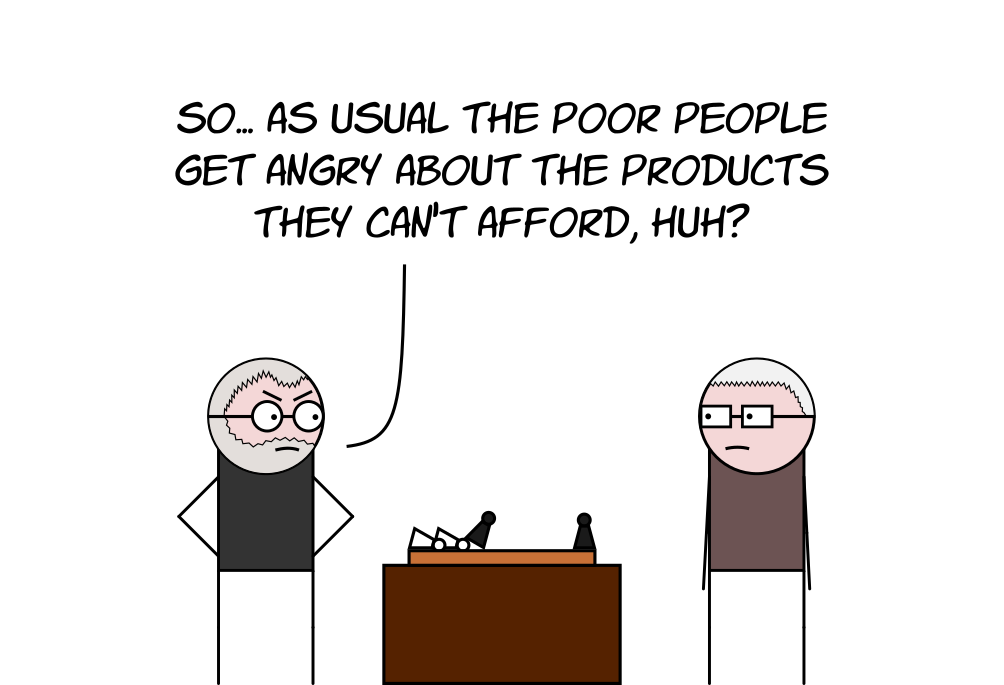 SO... AS USUAL THE POOR PEOPLE
GET ANGRY ABOUT THE PRODUCTS
THEY CAN'T AFFORD, HUH?